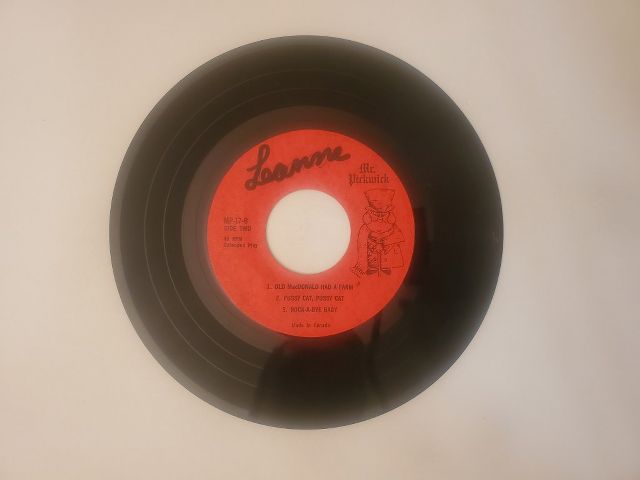 Leanne
Mr.
Pickwick
MP-17-B
SIDE TWO
45 RPM
Extended Play
1. OLD MacDONALD HAD A FARM
2. PUSSY CAT, PUSSY CAT
3. ROCK-A-BYE BABY
Made in Canada